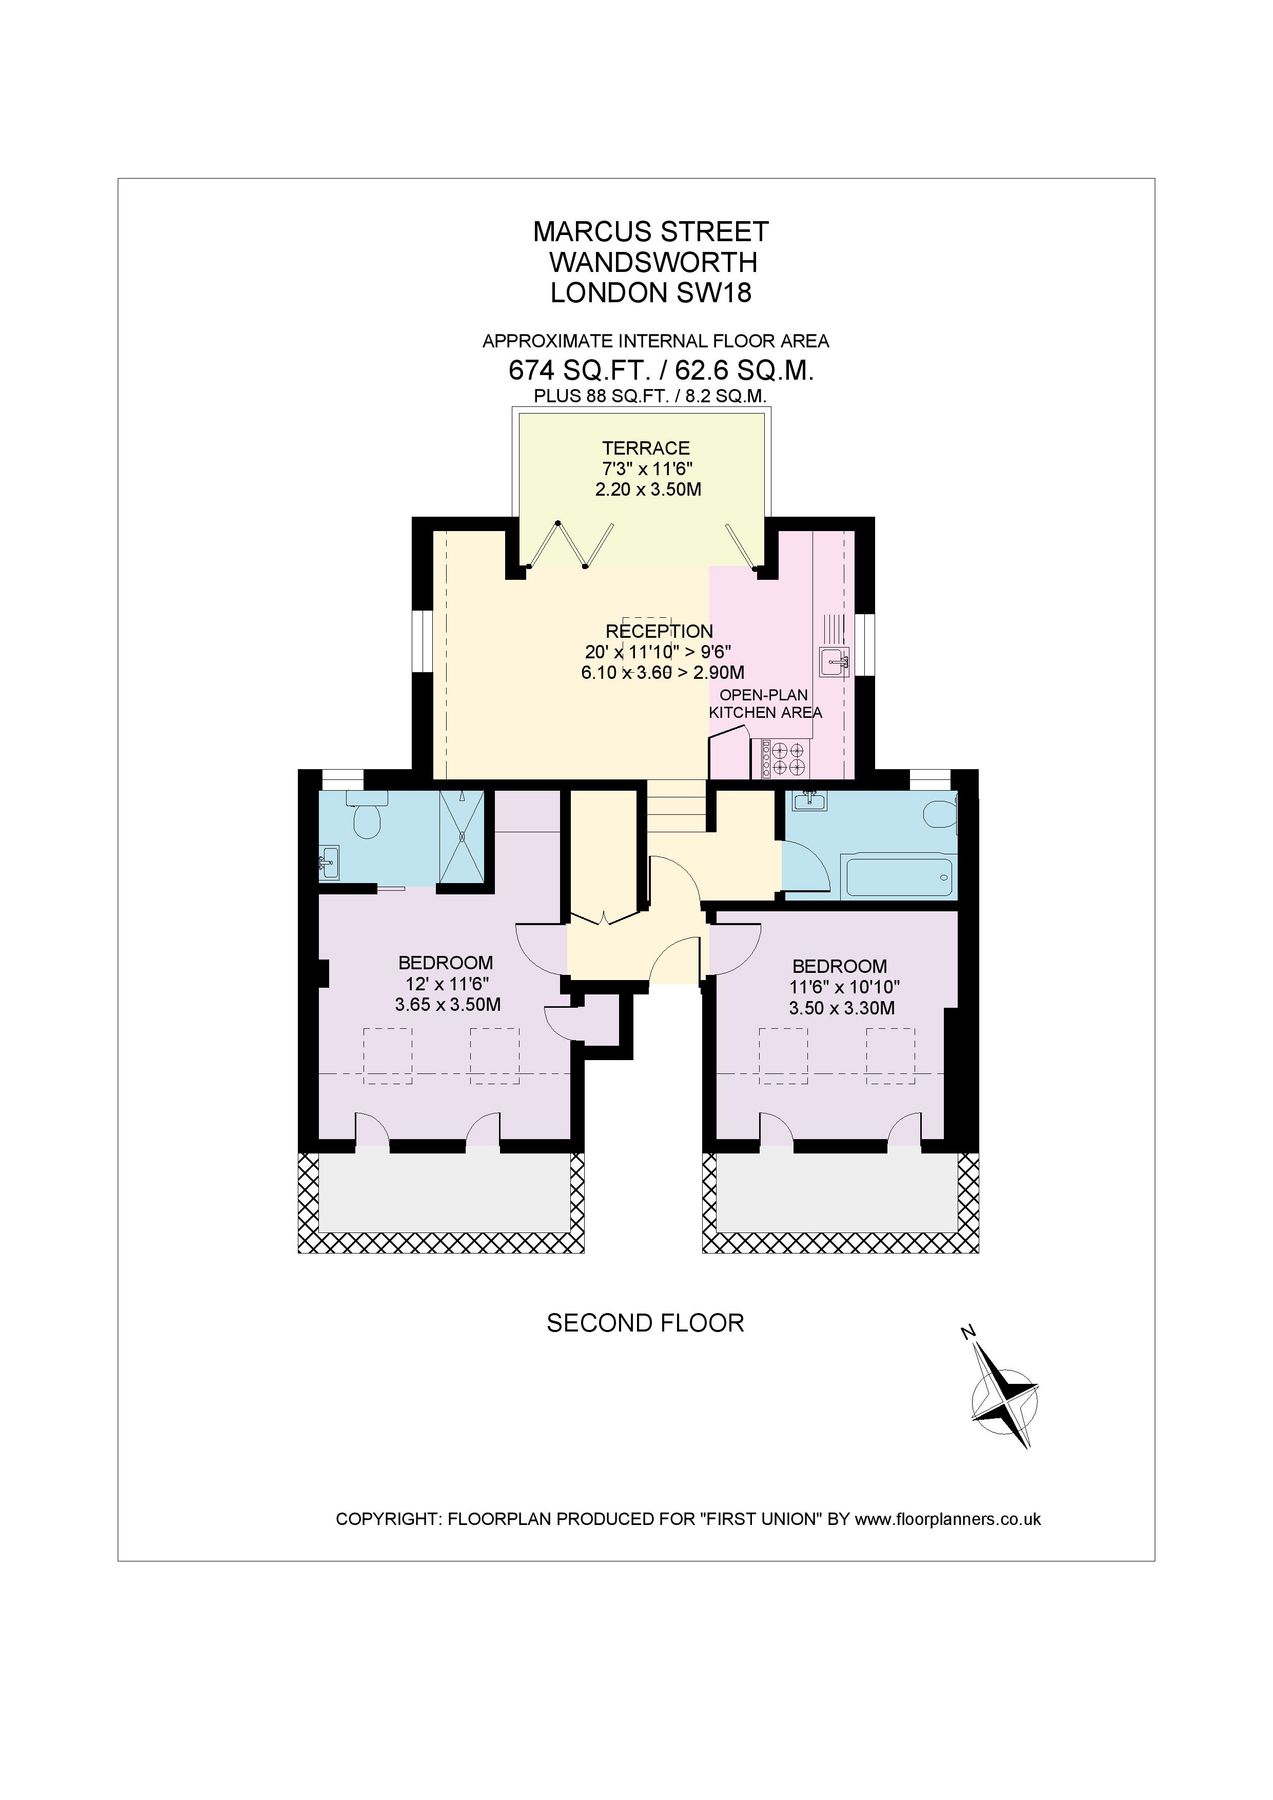 MARCUS STREET
WANDSWORTH
LONDON SW18
APPROXIMATE INTERNAL FLOOR AREA
674 SQ.FT. / 62.6 SQ.M.
PLUS 88 SQ.FT. / 8.2 SQ.M.
TERRACE
7'3" x 11'6"
2.20 x 3.50M
RECEPTION
20' x 11'10" > 9'6"
6.10 x 3.60 > 2.90M
OPEN-PLAN
KITCHEN AREA
BEDROOM
12' x 11'6"
3.65 x 3.50M
BEDROOM
11'6" x 10'10"
3.50 x 3.30M
SECOND FLOOR
N
COPYRIGHT: FLOORPLAN PRODUCED FOR "FIRST UNION" BY www.floorplanners.co.uk